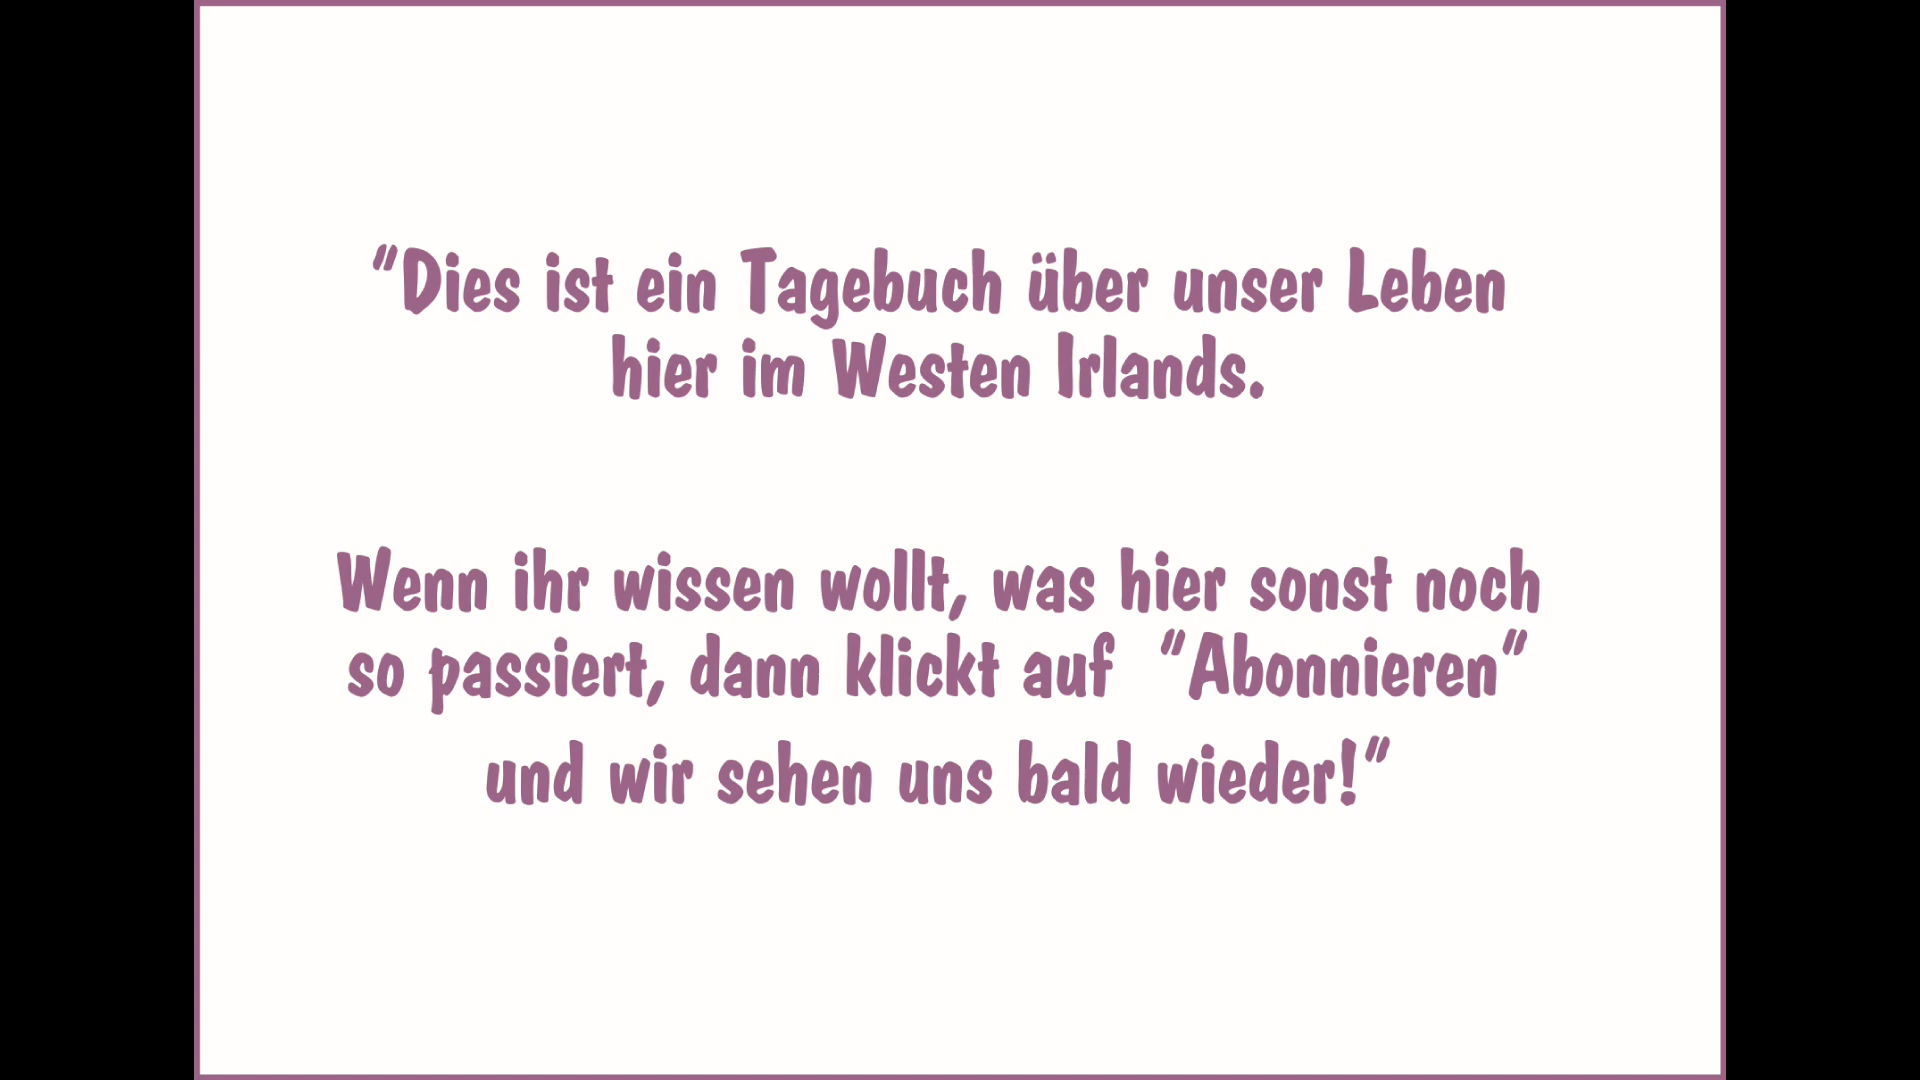 "Dies ist ein Tagebuch über unser Leben
hier im Westen Irlands.
Wenn ihr wissen wollt, was hier sonst noch
so passiert, dann klickt auf "Abonnieren"
und wir sehen uns bald wieder!"